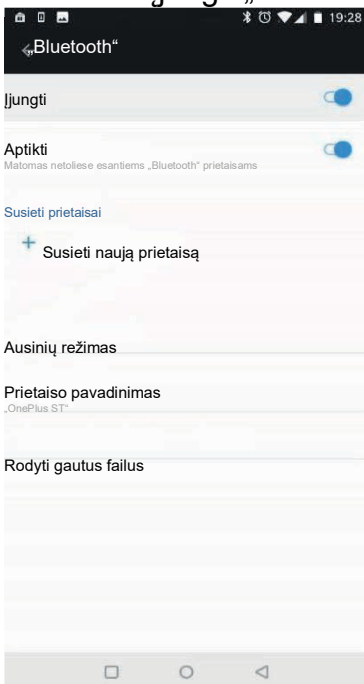 19:28
„Bluetooth“
Įjungti
Aptikti
Matomas netoliese esantiems „Bluetooth“ prietaisams
Susieti prietaisai
+ Susieti naują prietaisą
Ausinių režimas
Prietaiso pavadinimas
„OnePlus ST“
Rodyti gautus failus